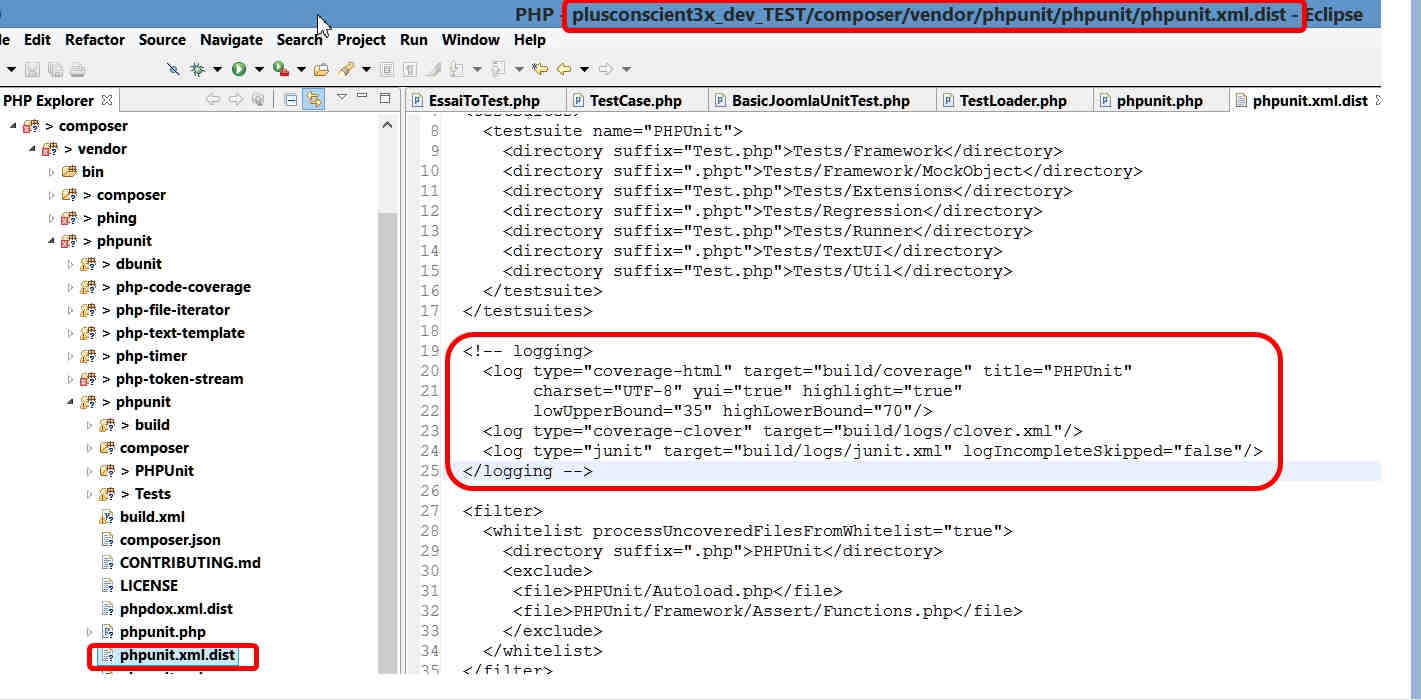 PHP - plusconscient3x_dev_TEST/composer/vendor/phpunit/phpunit/phpunit.xml.dist - Eclipse
le Edit Refactor Source Navigate Search Project Run Window Help
PHP Explorer
> composer
> vendor
bin
> composer
> phing
> phpunit
> dbunit
> php-code-coverage
> php-file-iterator
> php-text-template
> php-timer
> php-token-stream
> phpunit
> build
composer
> PHPUnit
> Tests
build.xml
composer.json
CONTRIBUTING.md
LICENSE
phpdox.xml.dist
phpunit.php
phpunit.xml.dist
EssaiToTest.php TestCase.php BasicJoomlaUnitTest.php TestLoader.php phpunit.php phpunit.xml.dist
8 <testsuite name="PHPUnit">
9 <directory suffix="Test.php">Tests/Framework</directory>
10 <directory suffix=".phpt">Tests/Framework/MockObject</directory>
11 <directory suffix="Test.php">Tests/Extensions</directory>
12 <directory suffix=".phpt">Tests/Regression</directory>
13 <directory suffix="Test.php">Tests/Runner</directory>
14 <directory suffix=".phpt">Tests/TextUI</directory>
15 <directory suffix="Test.php">Tests/Util</directory>
16 </testsuite>
17 </testsuites>
18
19 <!-- logging>
20 <log type="coverage-html" target="build/coverage" title="PHPUnit"
21 charset="UTF-8" yui="true" highlight="true"
22 lowUpperBound="35" highLowerBound="70"/>
23 <log type="coverage-clover" target="build/logs/clover.xml"/>
24 <log type="junit" target="build/logs/junit.xml" logIncompleteSkipped="false"/>
25 </logging -->
26
27 <filter>
28 <whitelist processUncoveredFilesFromWhitelist="true">
29 <directory suffix=".php">PHPUnit</directory>
30 <exclude>
31 <file>PHPUnit/Autoload.php</file>
32 <file>PHPUnit/Framework/Assert/Functions.php</file>
33 </exclude>
34 </whitelist>
35 </filter>